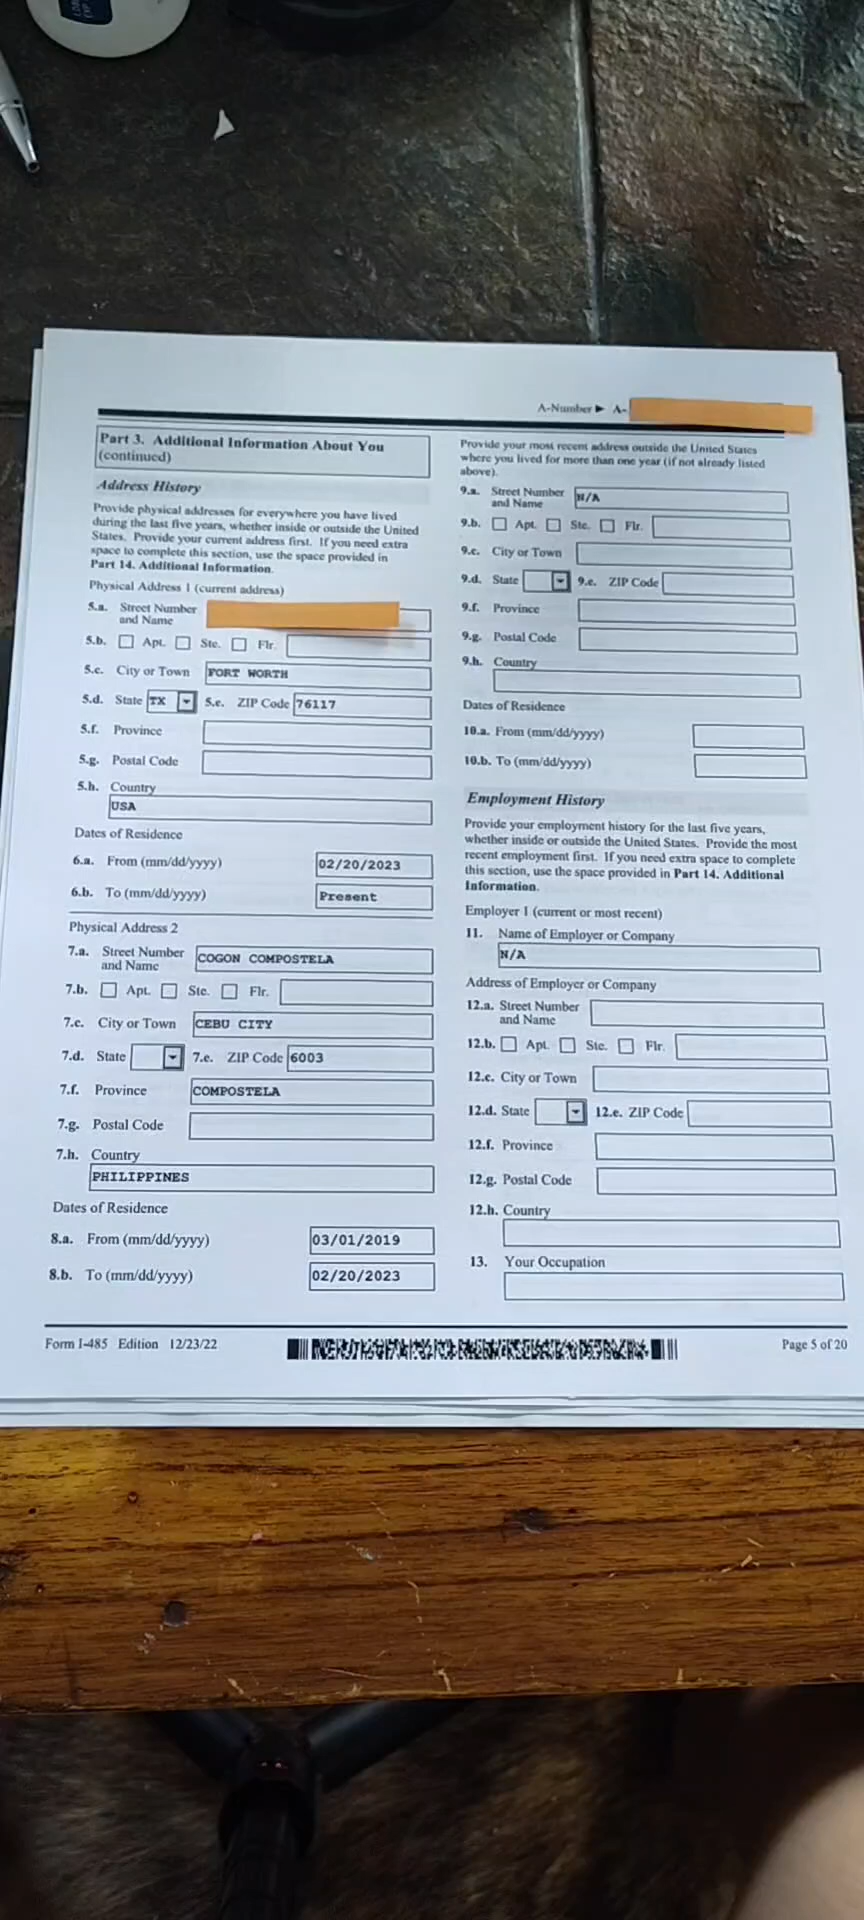 A-Number ► A-
Part 3. Additional Information About You
(continued)
Address History
Provide physical addresses for everywhere you have lived
during the last five years, whether inside or outside the United
States. Provide your current address first. If you need extra
space to complete this section, use the space provided in
Part 14. Additional Information.
Physical Address 1 (current address)
5.a. Street Number
and Name
5.b. Apt. Ste. Flr.
5.c. City or Town FORT WORTH
5.d. State TX 5.e. ZIP Code 76117
5.f. Province
5.g. Postal Code
5.h. Country
USA
Dates of Residence
6.a. From (mm/dd/yyyy) 02/20/2023
6.b. To (mm/dd/yyyy) Present
Physical Address 2
7.a. Street Number
and Name COGON COMPOSTELA
7.b. Apt. Ste. Flr.
7.c. City or Town CEBU CITY
7.d. State 7.e. ZIP Code 6003
7.f. Province COMPOSTELA
7.g. Postal Code
7.h. Country
PHILIPPINES
Dates of Residence
8.a. From (mm/dd/yyyy) 03/01/2019
8.b. To (mm/dd/yyyy) 02/20/2023
Provide your most recent address outside the United States
where you lived for more than one year (if not already listed
above).
9.a. Street Number
and Name N/A
9.b. Apt. Ste. Flr.
9.c. City or Town
9.d. State 9.e. ZIP Code
9.f. Province
9.g. Postal Code
9.h. Country
Dates of Residence
10.a. From (mm/dd/yyyy)
10.b. To (mm/dd/yyyy)
Employment History
Provide your employment history for the last five years,
whether inside or outside the United States. Provide the most
recent employment first. If you need extra space to complete
this section, use the space provided in Part 14. Additional
Information.
Employer 1 (current or most recent)
11. Name of Employer or Company
N/A
Address of Employer or Company
12.a. Street Number
and Name
12.b. Apt. Ste. Flr.
12.c. City or Town
12.d. State 12.e. ZIP Code
12.f. Province
12.g. Postal Code
12.h. Country
13. Your Occupation
Form I-485 Edition 12/23/22
Page 5 of 20